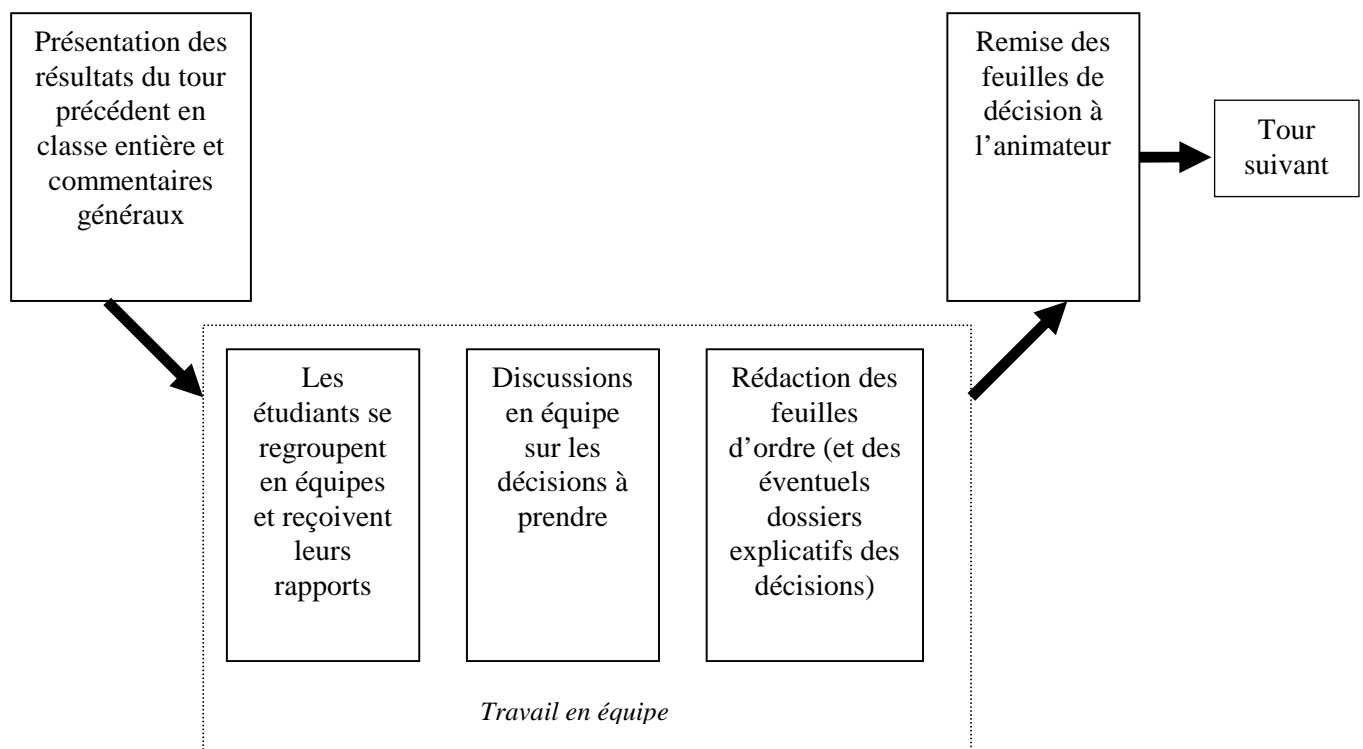 Présentation des
résultats du tour
précédent en
classe entière et
commentaires
généraux
Les
étudiants se
regroupent
en équipes
et reçoivent
leurs
rapports
Discussions
en équipe
sur les
décisions à
prendre
Rédaction des
feuilles
d’ordre (et des
éventuels
dossiers
explicatifs des
décisions)
Travail en équipe
Remise des
feuilles de
décision à
l’animateur
Tour
suivant